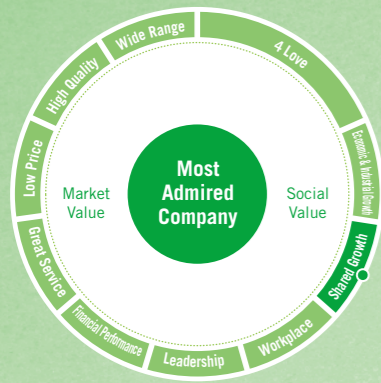 Wide Range
4 Love
High Quality
Economic & Industrial Growth
Low Price
Market
Value
Most
Admired
Company
Social
Value
Great Service
Shared Growth
Financial Performance
Leadership
Workplace